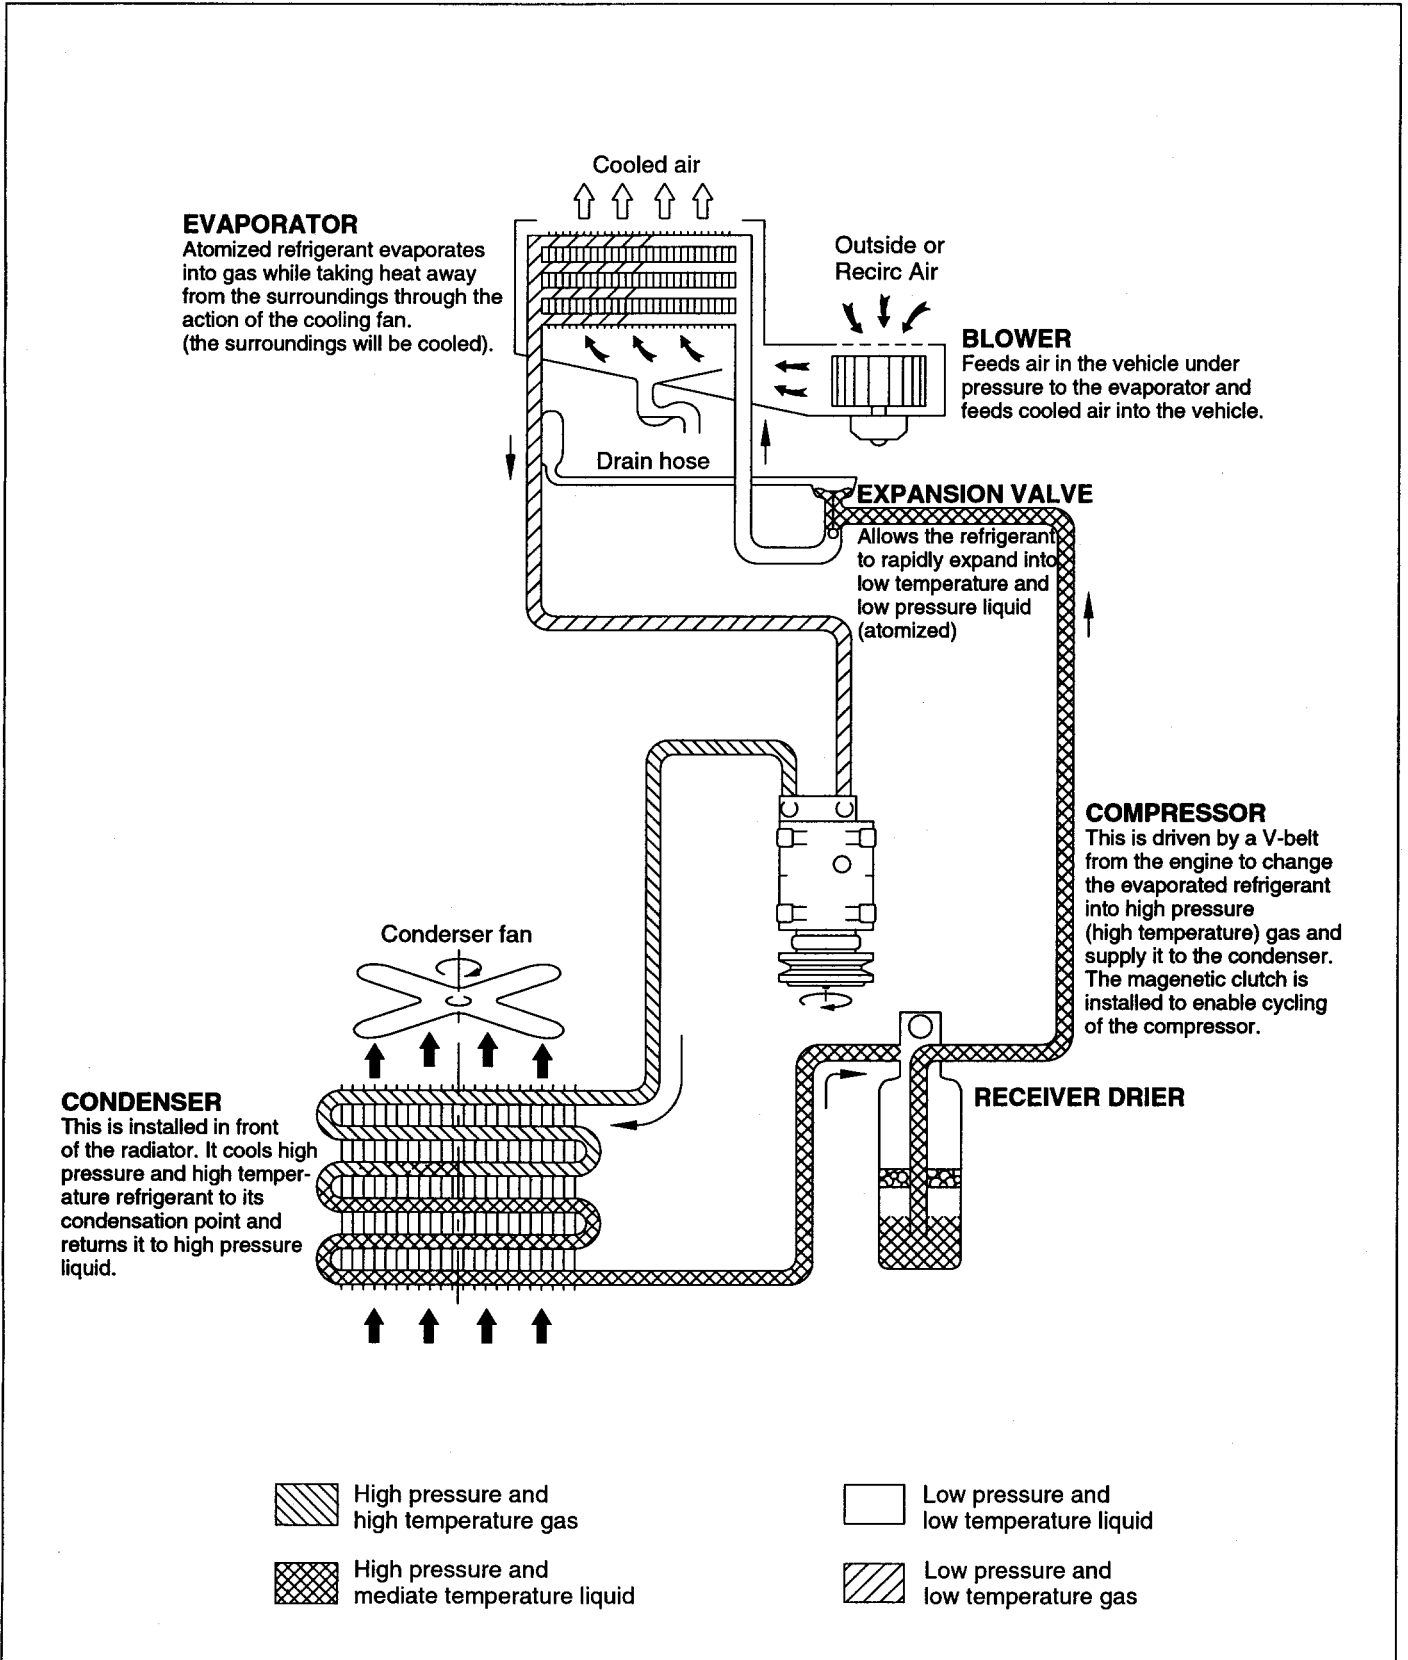 Cooled air
EVAPORATOR
Atomized refrigerant evaporates
into gas while taking heat away
from the surroundings through the
action of the cooling fan.
(the surroundings will be cooled).
Outside or
Recirc Air
BLOWER
Feeds air in the vehicle under
pressure to the evaporator and
feeds cooled air into the vehicle.
Drain hose
EXPANSION VALVE
Allows the refrigerant
to rapidly expand into
low temperature and
low pressure liquid
(atomized)
COMPRESSOR
This is driven by a V-belt
from the engine to change
the evaporated refrigerant
into high pressure
(high temperature) gas and
supply it to the condenser.
The magenetic clutch is
installed to enable cycling
of the compressor.
Conderser fan
CONDENSER
This is installed in front
of the radiator. It cools high
pressure and high temper-
ature refrigerant to its
condensation point and
returns it to high pressure
liquid.
RECEIVER DRIER
High pressure and
high temperature gas
High pressure and
mediate temperature liquid
Low pressure and
low temperature liquid
Low pressure and
low temperature gas